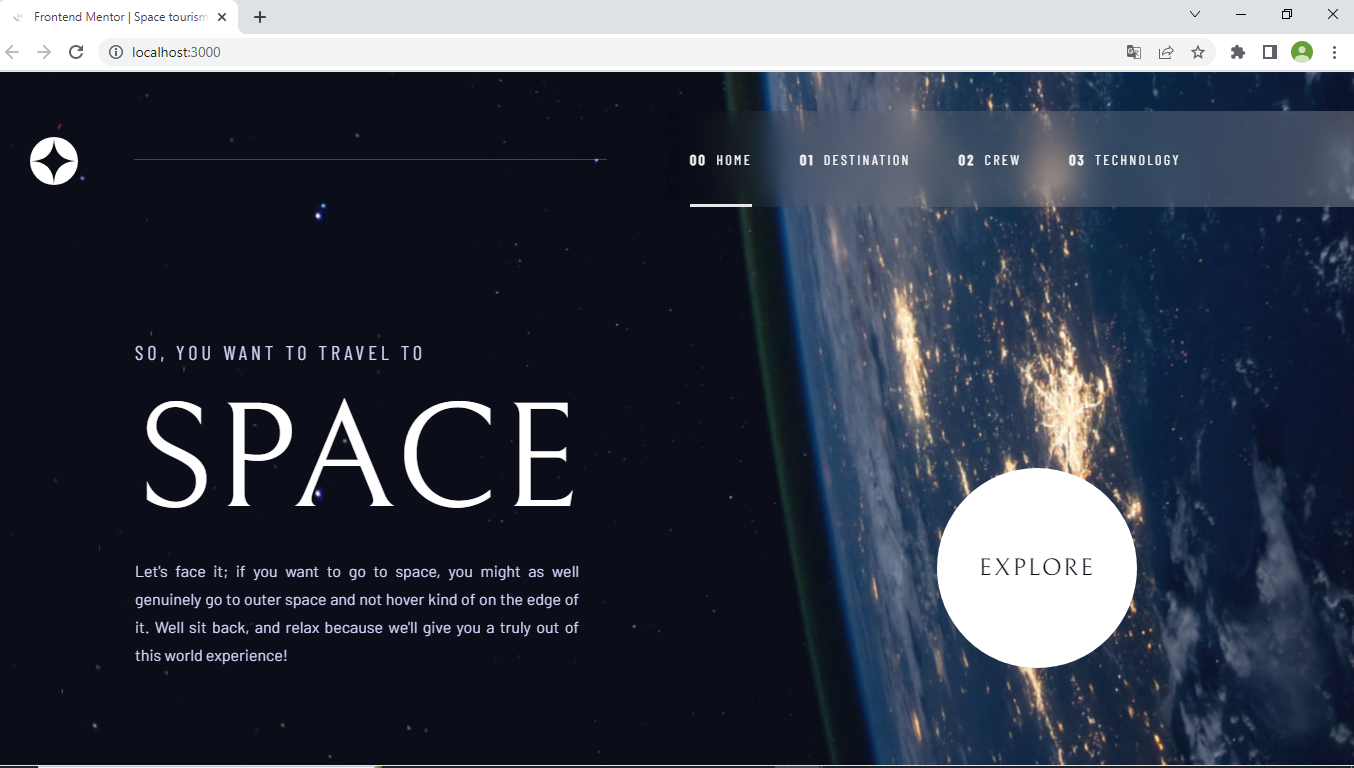 Frontend Mentor | Space tourism
localhost:3000
00 HOME 01 DESTINATION 02 CREW 03 TECHNOLOGY
SO, YOU WANT TO TRAVEL TO
SPACE
Let's face it; if you want to go to space, you might as well
genuinely go to outer space and not hover kind of on the edge of
it. Well sit back, and relax because we'll give you a truly out of
this world experience!
EXPLORE